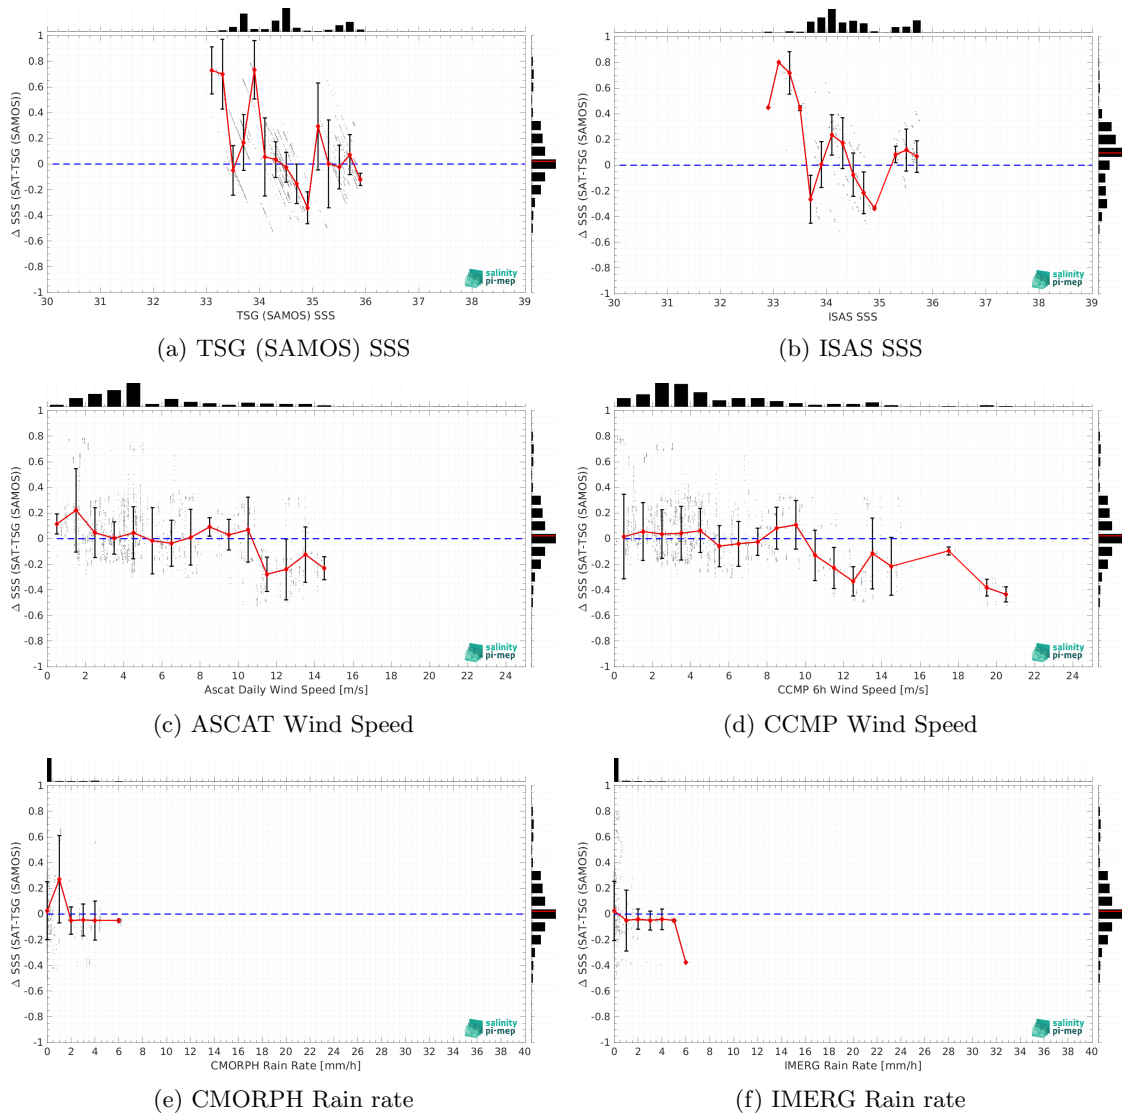 1
0.8
0.6
0.4
0.2
0
-0.2
-0.4
-0.6
-0.8
-1
Δ SSS (SAT-TSG (SAMOS))
30 31 32 33 34 35 36 37 38 39
TSG (SAMOS) SSS
salinity
pi-mep
(a) TSG (SAMOS) SSS
1
0.8
0.6
0.4
0.2
0
-0.2
-0.4
-0.6
-0.8
-1
Δ SSS (SAT-TSG (SAMOS))
30 31 32 33 34 35 36 37 38 39
ISAS SSS
salinity
pi-mep
(b) ISAS SSS
1
0.8
0.6
0.4
0.2
0
-0.2
-0.4
-0.6
-0.8
-1
Δ SSS (SAT-TSG (SAMOS))
0 2 4 6 8 10 12 14 16 18 20 22 24
Ascat Daily Wind Speed [m/s]
salinity
pi-mep
(c) ASCAT Wind Speed
1
0.8
0.6
0.4
0.2
0
-0.2
-0.4
-0.6
-0.8
-1
Δ SSS (SAT-TSG (SAMOS))
0 2 4 6 8 10 12 14 16 18 20 22 24
CCMP 6h Wind Speed [m/s]
salinity
pi-mep
(d) CCMP Wind Speed
1
0.8
0.6
0.4
0.2
0
-0.2
-0.4
-0.6
-0.8
-1
Δ SSS (SAT-TSG (SAMOS))
0 2 4 6 8 10 12 14 16 18 20 22 24 26 28 30 32 34 36 38 40
CMORPH Rain Rate [mm/h]
salinity
pi-mep
(e) CMORPH Rain rate
1
0.8
0.6
0.4
0.2
0
-0.2
-0.4
-0.6
-0.8
-1
Δ SSS (SAT-TSG (SAMOS))
0 2 4 6 8 10 12 14 16 18 20 22 24 26 28 30 32 34 36 38 40
IMERG Rain Rate [mm/h]
salinity
pi-mep
(f) IMERG Rain rate